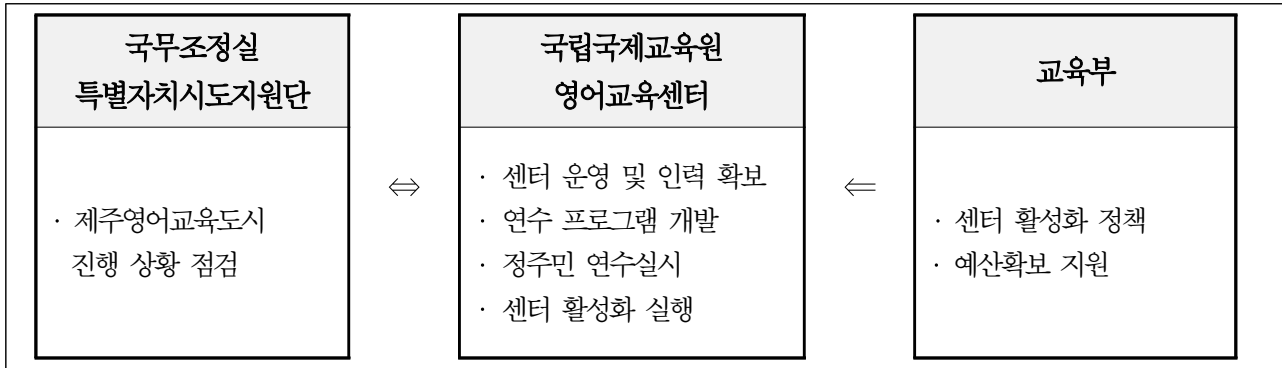 국무조정실
특별자치시도지원단
· 제주영어교육도시
진행 상황 점검
⇔
국립국제교육원
영어교육센터
· 센터 운영 및 인력 확보
· 연수 프로그램 개발
· 정주민 연수실시
· 센터 활성화 실행
⇐
교육부
· 센터 활성화 정책
· 예산확보 지원